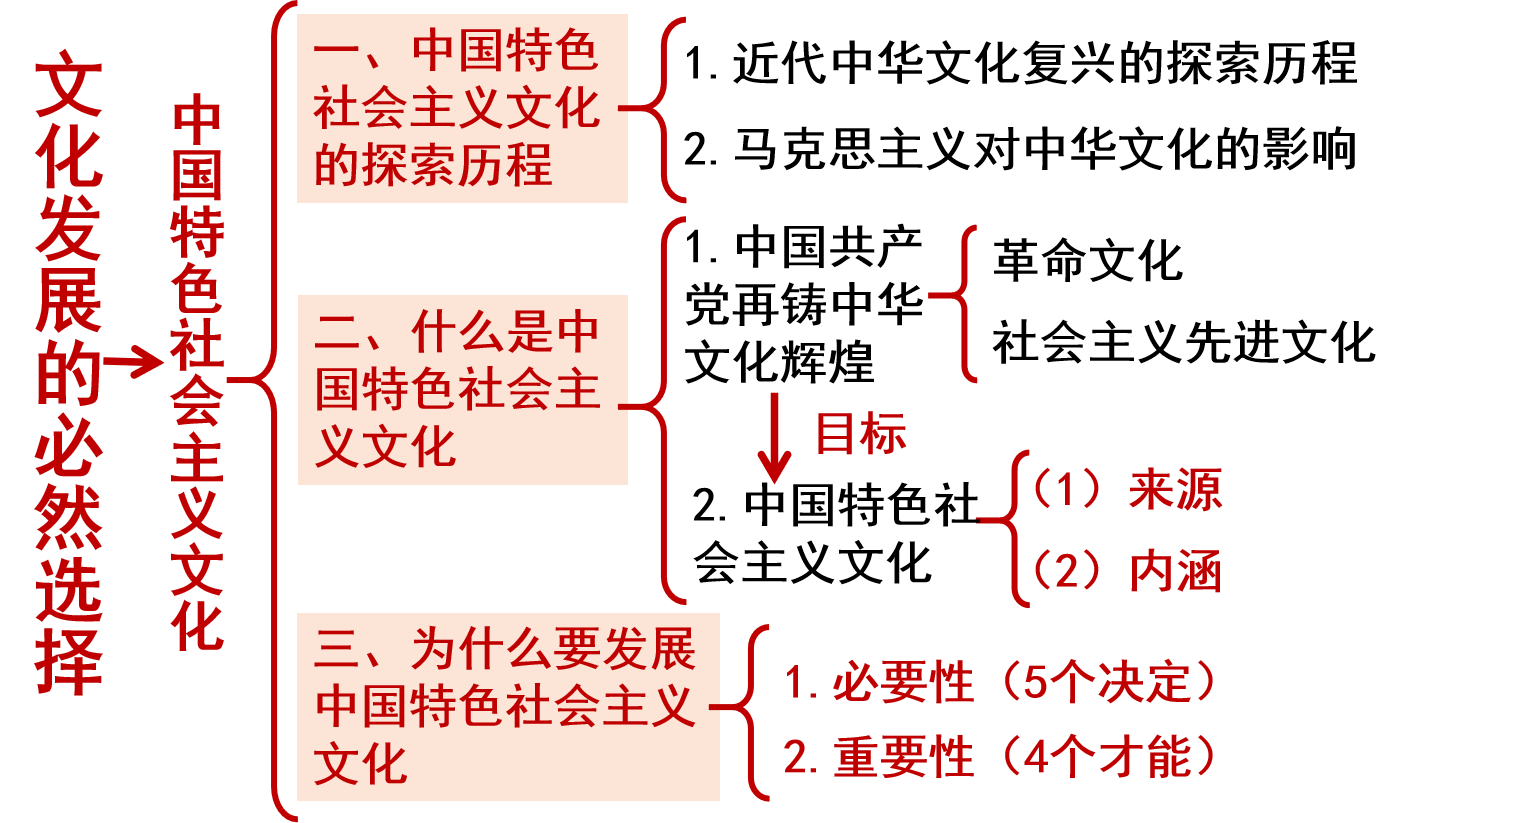 文化发展的必然选择
中国特色社会主义文化
一、中国特色
社会主义文化
的探索历程
1.近代中华文化复兴的探索历程
2.马克思主义对中华文化的影响
二、什么是中
国特色社会主
义文化
1.中国共产
党再铸中华
文化辉煌
革命文化
社会主义先进文化
目标
2.中国特色社
会主义文化
（1）来源
（2）内涵
三、为什么要发展
中国特色社会主义
文化
1.必要性（5个决定）
2.重要性（4个才能）